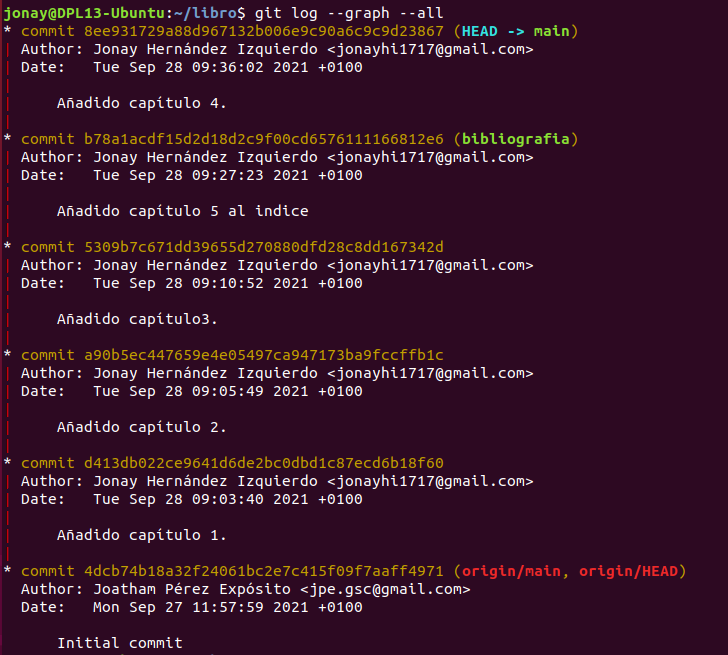 jonay@DPL13-Ubuntu:~/libro$ git log --graph --all
* commit 8ee931729a88d967132b006e9c90a6c9c9d23867 (HEAD -> main)
| Author: Jonay Hernández Izquierdo <jonayhi1717@gmail.com>
| Date:   Tue Sep 28 09:36:02 2021 +0100
|
|     Añadido capítulo 4.
|
* commit b78a1acdf15d2d18d2c9f00cd6576111166812e6 (bibliografia)
| Author: Jonay Hernández Izquierdo <jonayhi1717@gmail.com>
| Date:   Tue Sep 28 09:27:23 2021 +0100
|
|     Añadido capítulo 5 al indice
|
* commit 5309b7c671dd39655d270880dfd28c8dd167342d
| Author: Jonay Hernández Izquierdo <jonayhi1717@gmail.com>
| Date:   Tue Sep 28 09:10:52 2021 +0100
|
|     Añadido capítulo3.
|
* commit a90b5ec447659e4e05497ca947173ba9fccffb1c
| Author: Jonay Hernández Izquierdo <jonayhi1717@gmail.com>
| Date:   Tue Sep 28 09:05:49 2021 +0100
|
|     Añadido capítulo 2.
|
* commit d413db022ce9641d6de2bc0dbd1c87ecd6b18f60
| Author: Jonay Hernández Izquierdo <jonayhi1717@gmail.com>
| Date:   Tue Sep 28 09:03:40 2021 +0100
|
|     Añadido capítulo 1.
|
* commit 4dcb74b18a32f24061bc2e7c415f09f7aaff4971 (origin/main, origin/HEAD)
  Author: Joatham Pérez Expósito <jpe.gsc@gmail.com>
  Date:   Mon Sep 27 11:57:59 2021 +0100

      Initial commit